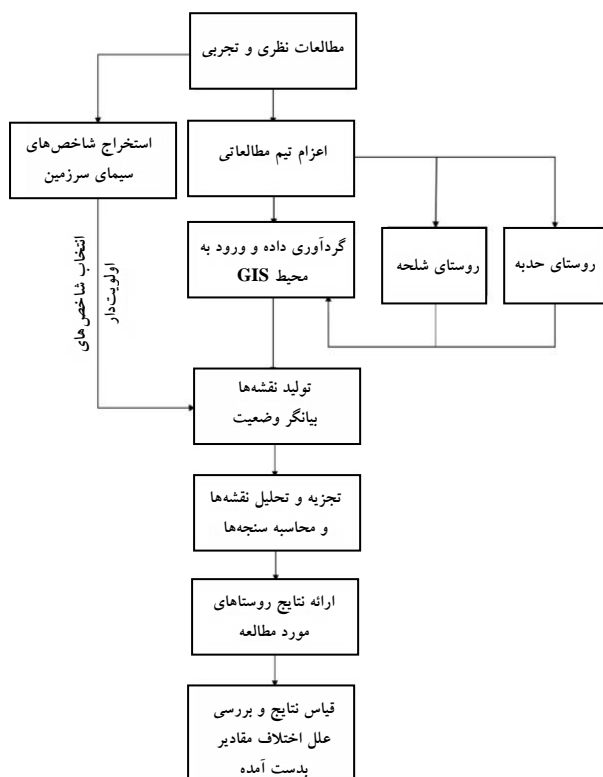 مطالعات نظری و تجربی
استخراج شاخص‌های
سیمای سرزمین
اعزام تیم مطالعاتی
گردآوری داده و ورود به
محیط GIS
روستای شلحه
روستای حدبه
انتخاب شاخص‌های
اولویت‌دار
تولید نقشه‌ها
بیانگر وضعیت
تجزیه و تحلیل نقشه‌ها
و محاسبه سنجه‌ها
ارائه نتایج روستاهای
مورد مطالعه
قیاس نتایج و بررسی
علل اختلاف مقادیر
بدست آمده